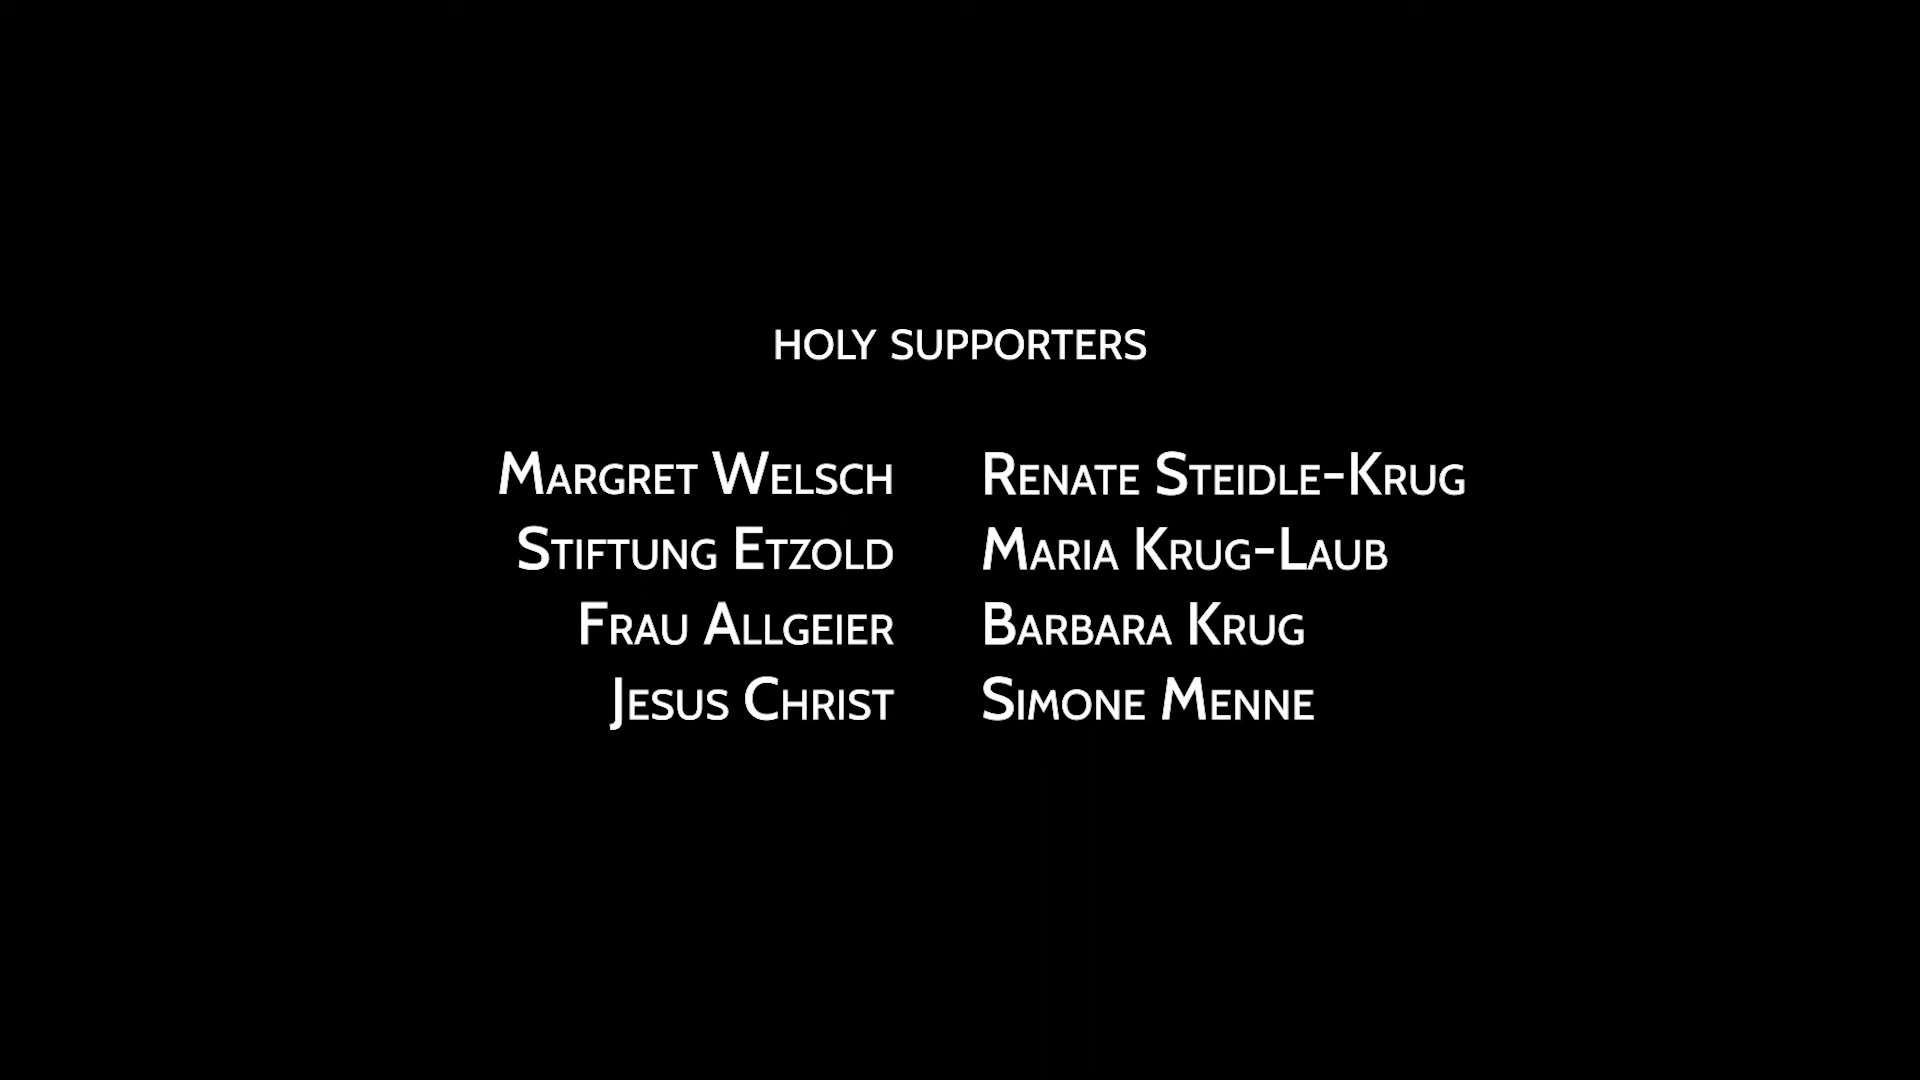 HOLY SUPPORTERS
Margret Welsch
Stiftung Etzold
Frau Allgeier
Jesus Christ
Renate Steidle-Krug
Maria Krug-Laub
Barbara Krug
Simone Menne